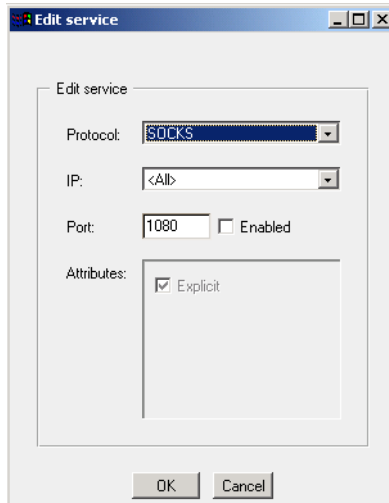 Edit service
Edit service
Protocol: SOCKS
IP: <All>
Port: 1080 Enabled
Attributes: Explicit
OK Cancel